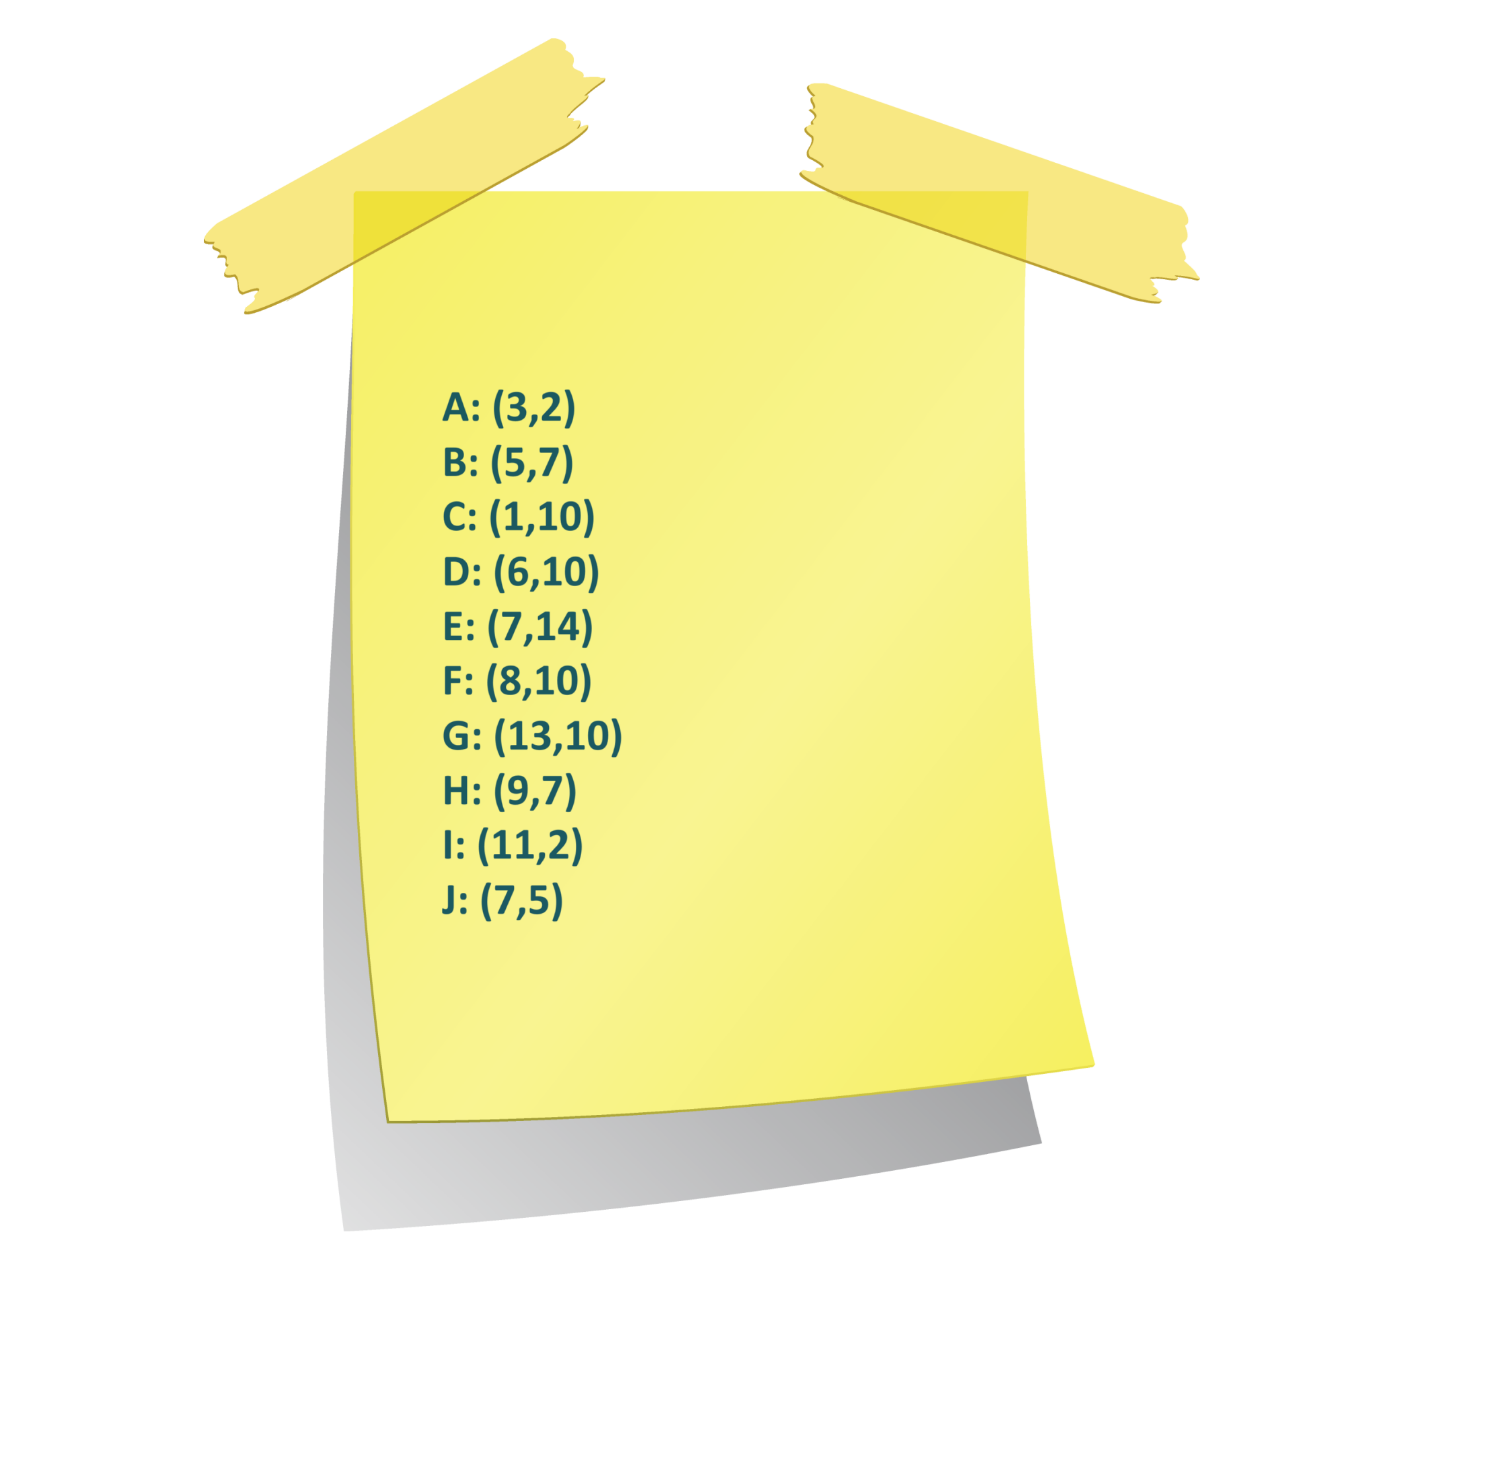 A: (3,2)
B: (5,7)
C: (1,10)
D: (6,10)
E: (7,14)
F: (8,10)
G: (13,10)
H: (9,7)
I: (11,2)
J: (7,5)